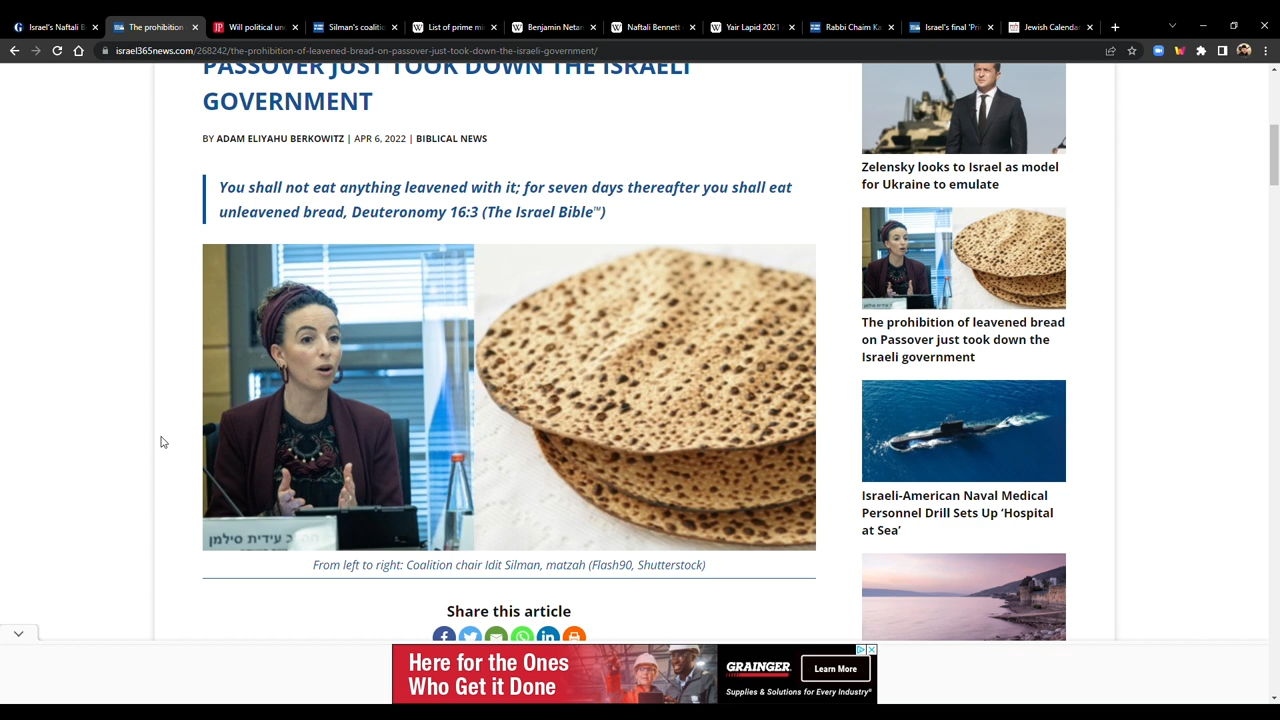 Israel's Naftali B
The prohibition
Will political un
Silman's coaliti
List of prime mi
Benjamin Netan
Naftali Bennett
Yair Lapid 2021
Rabbi Chaim Ka
Israel's final 'Pri
Jewish Calenda
israel365news.com/268242/the-prohibition-of-leavened-bread-on-passover-just-took-down-the-israeli-government/
PASSOVER JUST TOOK DOWN THE ISRAELI
GOVERNMENT
BY ADAM ELIYAHU BERKOWITZ | APR 6, 2022 | BIBLICAL NEWS
You shall not eat anything leavened with it; for seven days thereafter you shall eat
unleavened bread, Deuteronomy 16:3 (The Israel Bible™)
עידית סילמן
From left to right: Coalition chair Idit Silman, matzah (Flash90, Shutterstock)
Share this article
Zelensky looks to Israel as model
for Ukraine to emulate
The prohibition of leavened bread
on Passover just took down the
Israeli government
Israeli-American Naval Medical
Personnel Drill Sets Up ‘Hospital
at Sea’
Here for the Ones
Who Get it Done
GRAINGER
Learn More
Supplies & Solutions for Every Industry®